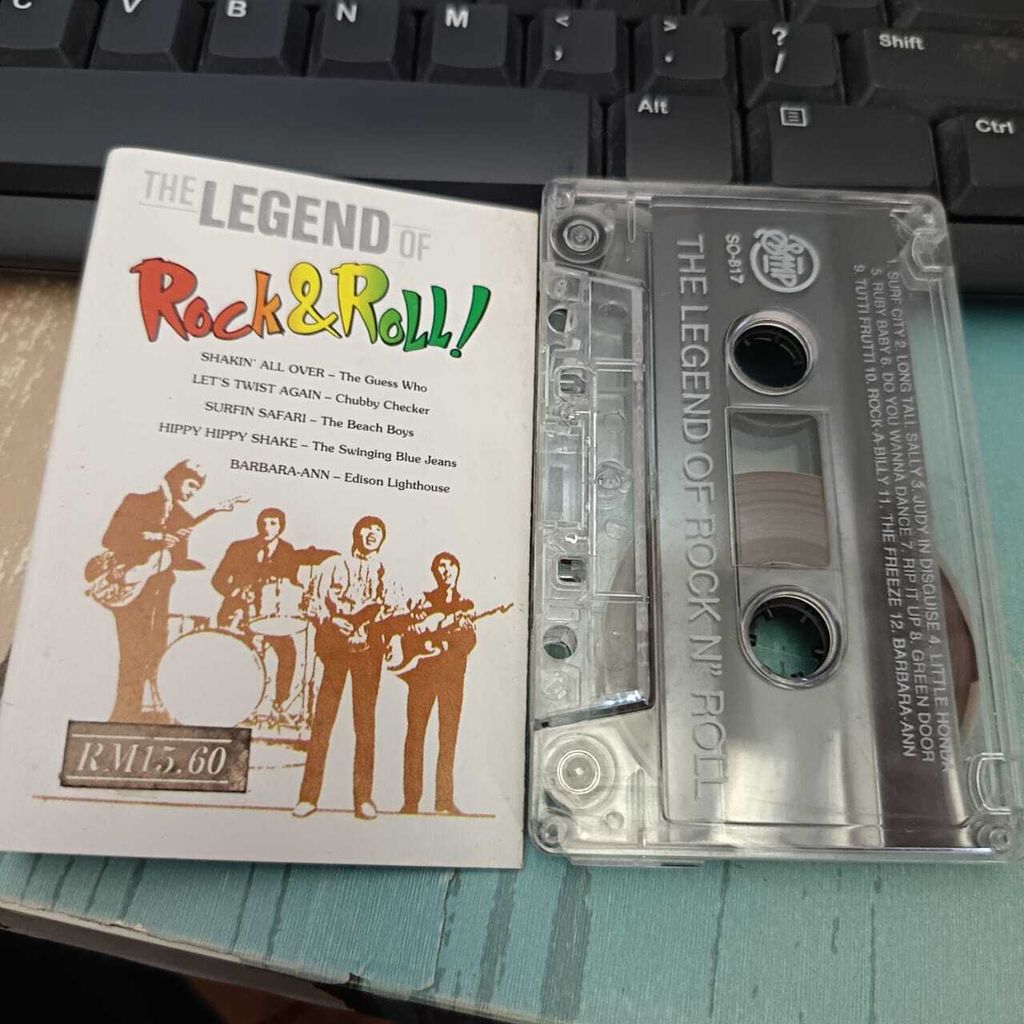 C V B N M < , > . ? / Shift
Alt Ctrl
THE LEGEND OF
ROCK & ROLL!
SHAKIN' ALL OVER – The Guess Who
LET'S TWIST AGAIN – Chubby Checker
SURFIN SAFARI – The Beach Boys
HIPPY HIPPY SHAKE – The Swinging Blue Jeans
BARBARA-ANN – Edison Lighthouse
RM15.60
SO-817
THE LEGEND OF ROCK N" ROLL
1. SURF CITY 2. LONG TALL SALLY 3. JUDY IN DISGUISE 4. LITTLE HONDA
5. RUBY BABY 6. DO YOU WANNA DANCE 7. RIP IT UP 8. GREEN DOOR
9. TUTTI FRUTTI 10. ROCK-A-BILLY 11. THE FREEZE 12. BARBARA-ANN